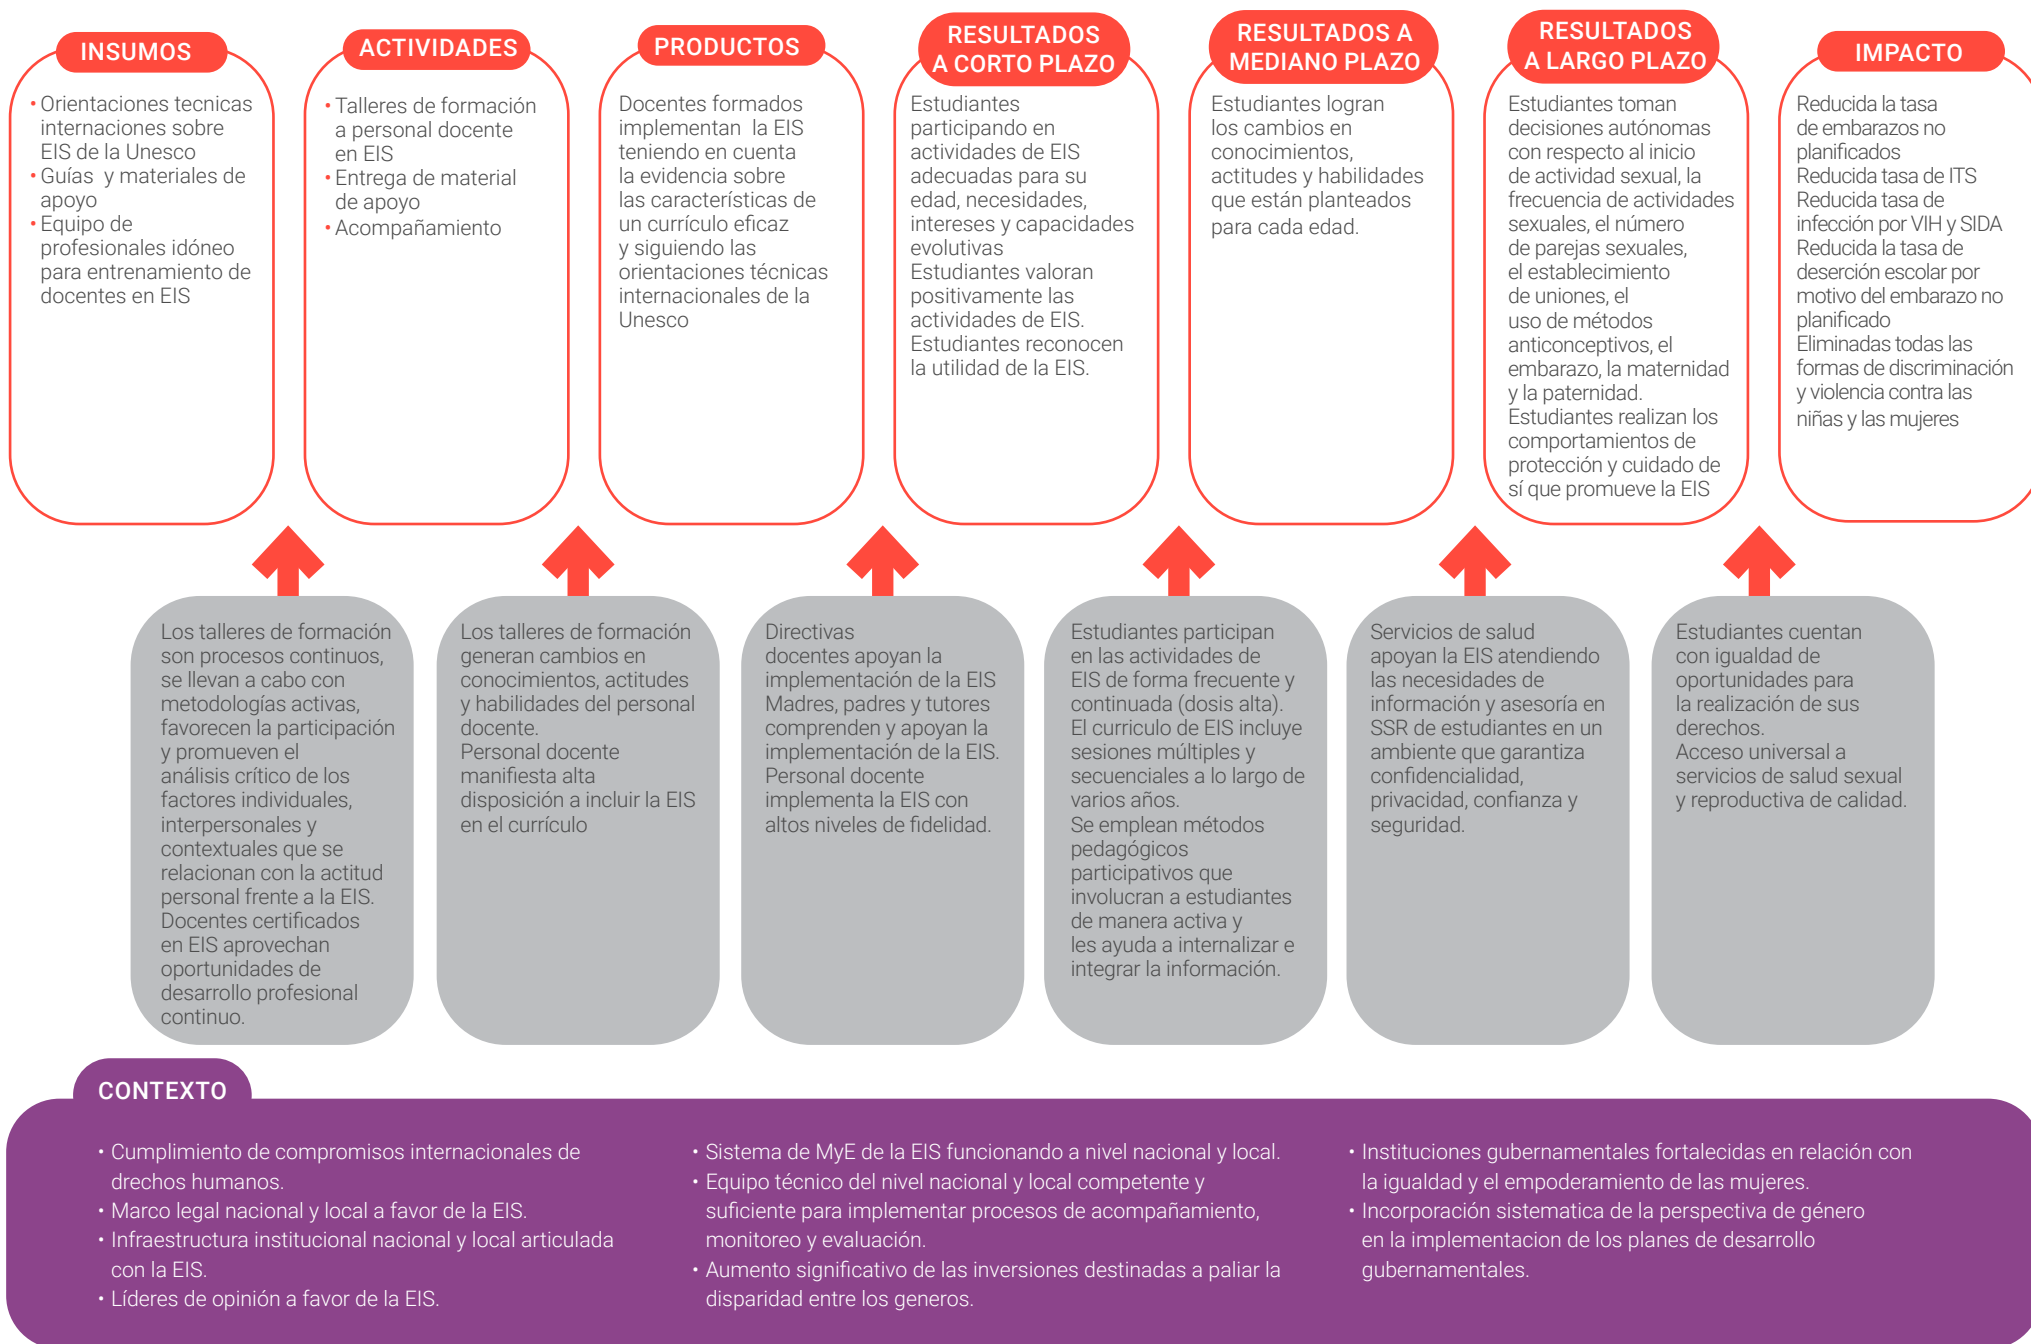 INSUMOS
• Orientaciones tecnicas
internaciones sobre
EIS de la Unesco
• Guías y materiales de
apoyo
• Equipo de
profesionales idóneo
para entrenamiento de
docentes en EIS
ACTIVIDADES
• Talleres de formación
a personal docente
en EIS
• Entrega de material
de apoyo
• Acompañamiento
PRODUCTOS
Docentes formados
implementan la EIS
teniendo en cuenta
la evidencia sobre
las características de
un currículo eficaz
y siguiendo las
orientaciones técnicas
internacionales de la
Unesco
RESULTADOS
A CORTO PLAZO
Estudiantes
participando en
actividades de EIS
adecuadas para su
edad, necesidades,
intereses y capacidades
evolutivas
Estudiantes valoran
positivamente las
actividades de EIS.
Estudiantes reconocen
la utilidad de la EIS.
RESULTADOS A
MEDIANO PLAZO
Estudiantes logran
los cambios en
conocimientos,
actitudes y habilidades
que están planteados
para cada edad.
RESULTADOS
A LARGO PLAZO
Estudiantes toman
decisiones autónomas
con respecto al inicio
de actividad sexual, la
frecuencia de actividades
sexuales, el número
de parejas sexuales,
el establecimiento
de uniones, el
uso de métodos
anticonceptivos, el
embarazo, la maternidad
y la paternidad.
Estudiantes realizan los
comportamientos de
protección y cuidado de
sí que promueve la EIS
IMPACTO
Reducida la tasa
de embarazos no
planificados
Reducida tasa de ITS
Reducida tasa de
infección por VIH y SIDA
Reducida la tasa de
deserción escolar por
motivo del embarazo no
planificado
Eliminadas todas las
formas de discriminación
y violencia contra las
niñas y las mujeres
Los talleres de formación
son procesos continuos,
se llevan a cabo con
metodologías activas,
favorecen la participación
y promueven el
análisis crítico de los
factores individuales,
interpersonales y
contextuales que se
relacionan con la actitud
personal frente a la EIS.
Docentes certificados
en EIS aprovechan
oportunidades de
desarrollo profesional
continuo.
Los talleres de formación
generan cambios en
conocimientos, actitudes
y habilidades del personal
docente.
Personal docente
manifiesta alta
disposición a incluir la EIS
en el currículo
Directivas
docentes apoyan la
implementación de la EIS
Madres, padres y tutores
comprenden y apoyan la
implementación de la EIS.
Personal docente
implementa la EIS con
altos niveles de fidelidad.
Estudiantes participan
en las actividades de
EIS de forma frecuente y
continuada (dosis alta).
El curriculo de EIS incluye
sesiones múltiples y
secuenciales a lo largo de
varios años.
Se emplean métodos
pedagógicos
participativos que
involucran a estudiantes
de manera activa y
les ayuda a internalizar e
integrar la información.
Servicios de salud
apoyan la EIS atendiendo
las necesidades de
información y asesoría en
SSR de estudiantes en un
ambiente que garantiza
confidencialidad,
privacidad, confianza y
seguridad.
Estudiantes cuentan
con igualdad de
oportunidades para
la realización de sus
derechos.
Acceso universal a
servicios de salud sexual
y reproductiva de calidad.
CONTEXTO
• Cumplimiento de compromisos internacionales de
drechos humanos.
• Marco legal nacional y local a favor de la EIS.
• Infraestructura institucional nacional y local articulada
con la EIS.
• Líderes de opinión a favor de la EIS.
• Sistema de MyE de la EIS funcionando a nivel nacional y local.
• Equipo técnico del nivel nacional y local competente y
suficiente para implementar procesos de acompañamiento,
monitoreo y evaluación.
• Aumento significativo de las inversiones destinadas a paliar la
disparidad entre los generos.
• Instituciones gubernamentales fortalecidas en relación con
la igualdad y el empoderamiento de las mujeres.
• Incorporación sistematica de la perspectiva de género
en la implementacion de los planes de desarrollo
gubernamentales.